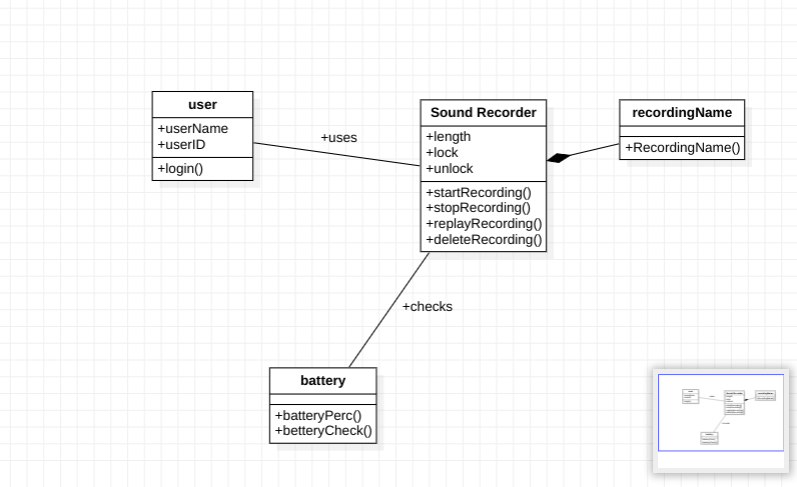 user
+userName
+userID
+login()
+uses
Sound Recorder
+length
+lock
+unlock
+startRecording()
+stopRecording()
+replayRecording()
+deleteRecording()
recordingName
+RecordingName()
+checks
battery
+batteryPerc()
+betteryCheck()